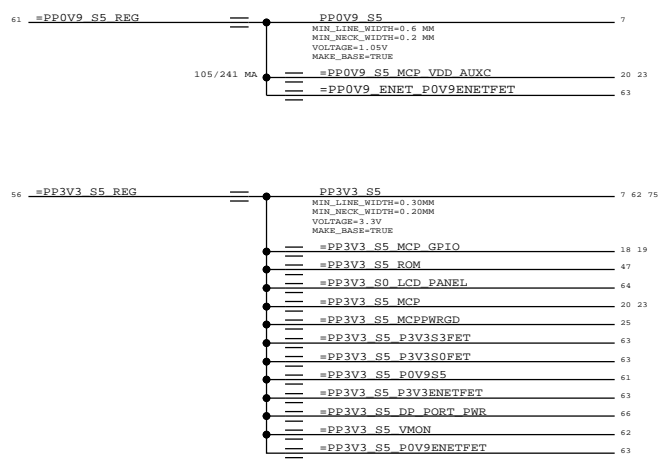 61 =PP0V9_S5_REG PP0V9_S5 7
MIN_LINE_WIDTH=0.6 MM
MIN_NECK_WIDTH=0.2 MM
VOLTAGE=1.05V
MAKE_BASE=TRUE
105/241 MA =PP0V9_S5_MCP_VDD_AUXC 20 23
=PP0V9_ENET_P0V9ENETFET 63
56 =PP3V3_S5_REG PP3V3_S5 7 62 75
MIN_LINE_WIDTH=0.30MM
MIN_NECK_WIDTH=0.20MM
VOLTAGE=3.3V
MAKE_BASE=TRUE
=PP3V3_S5_MCP_GPIO 18 19
=PP3V3_S5_ROM 47
=PP3V3_S0_LCD_PANEL 64
=PP3V3_S5_MCP 20 23
=PP3V3_S5_MCPPWRGD 25
=PP3V3_S5_P3V3S3FET 63
=PP3V3_S5_P3V3S0FET 63
=PP3V3_S5_P0V9S5 61
=PP3V3_S5_P3V3ENETFET 63
=PP3V3_S5_DP_PORT_PWR 66
=PP3V3_S5_VMON 62
=PP3V3_S5_P0V9ENETFET 63